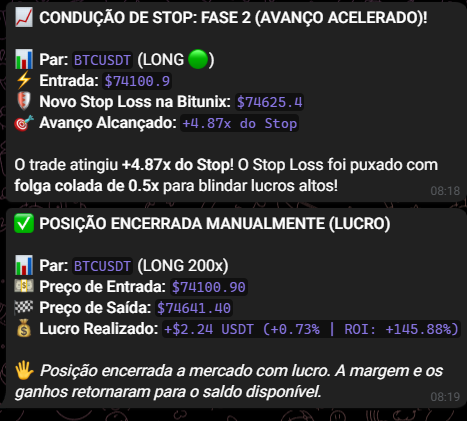 📈 CONDUÇÃO DE STOP: FASE 2 (AVANÇO ACELERADO)!
📊 Par: BTCUSDT (LONG 🟢)
⚡ Entrada: $74100.9
🛡️ Novo Stop Loss na Bitunix: $74625.4
🎯 Avanço Alcançado: +4.87x do Stop
O trade atingiu +4.87x do Stop! O Stop Loss foi puxado com
folga colada de 0.5x para blindar lucros altos!
08:18
✅ POSIÇÃO ENCERRADA MANUALMENTE (LUCRO)
📊 Par: BTCUSDT (LONG 200x)
💵 Preço de Entrada: $74100.90
🏁 Preço de Saída: $74641.40
💰 Lucro Realizado: +$2.24 USDT (+0.73% | ROI: +145.88%)
🖐️ Posição encerrada a mercado com lucro. A margem e os
ganhos retornaram para o saldo disponível.
08:19